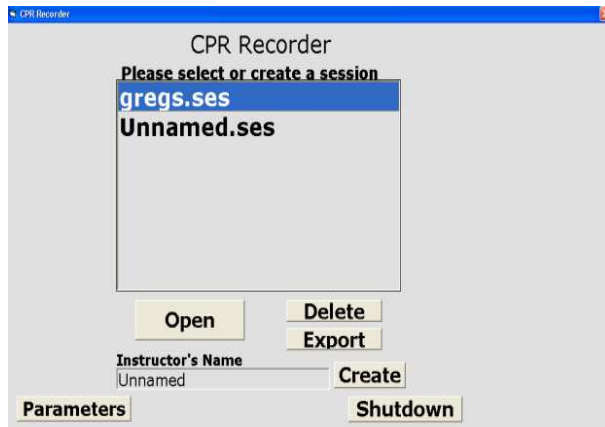 CPR Recorder
CPR Recorder
Please select or create a session
gregs.ses
Unnamed.ses
Open
Delete
Export
Instructor's Name
Unnamed
Create
Parameters
Shutdown